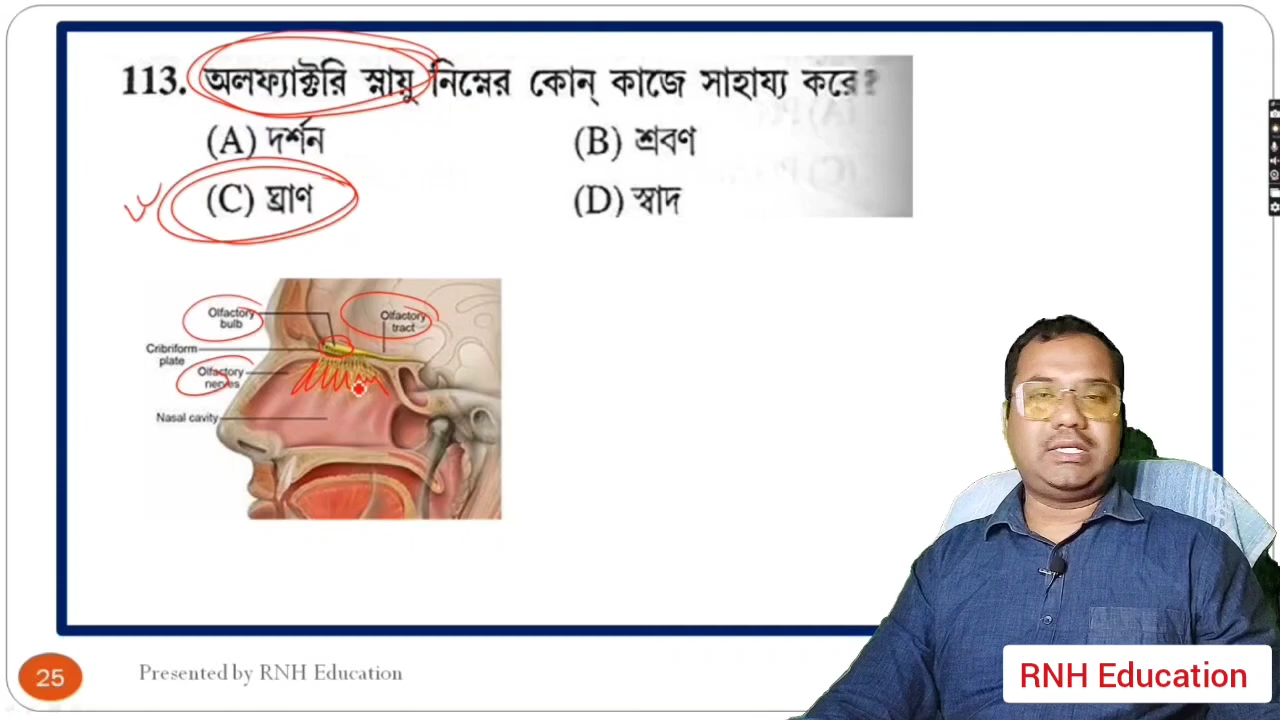 113. অলফ্যাক্টরি স্নায়ু নিম্নের কোন্ কাজে সাহায্য করে?
(A) দর্শন (B) শ্রবণ
(C) ঘ্রাণ (D) স্বাদ
Olfactory bulb
Olfactory tract
Cribriform plate
Olfactory nerves
Nasal cavity
25
Presented by RNH Education
RNH Education